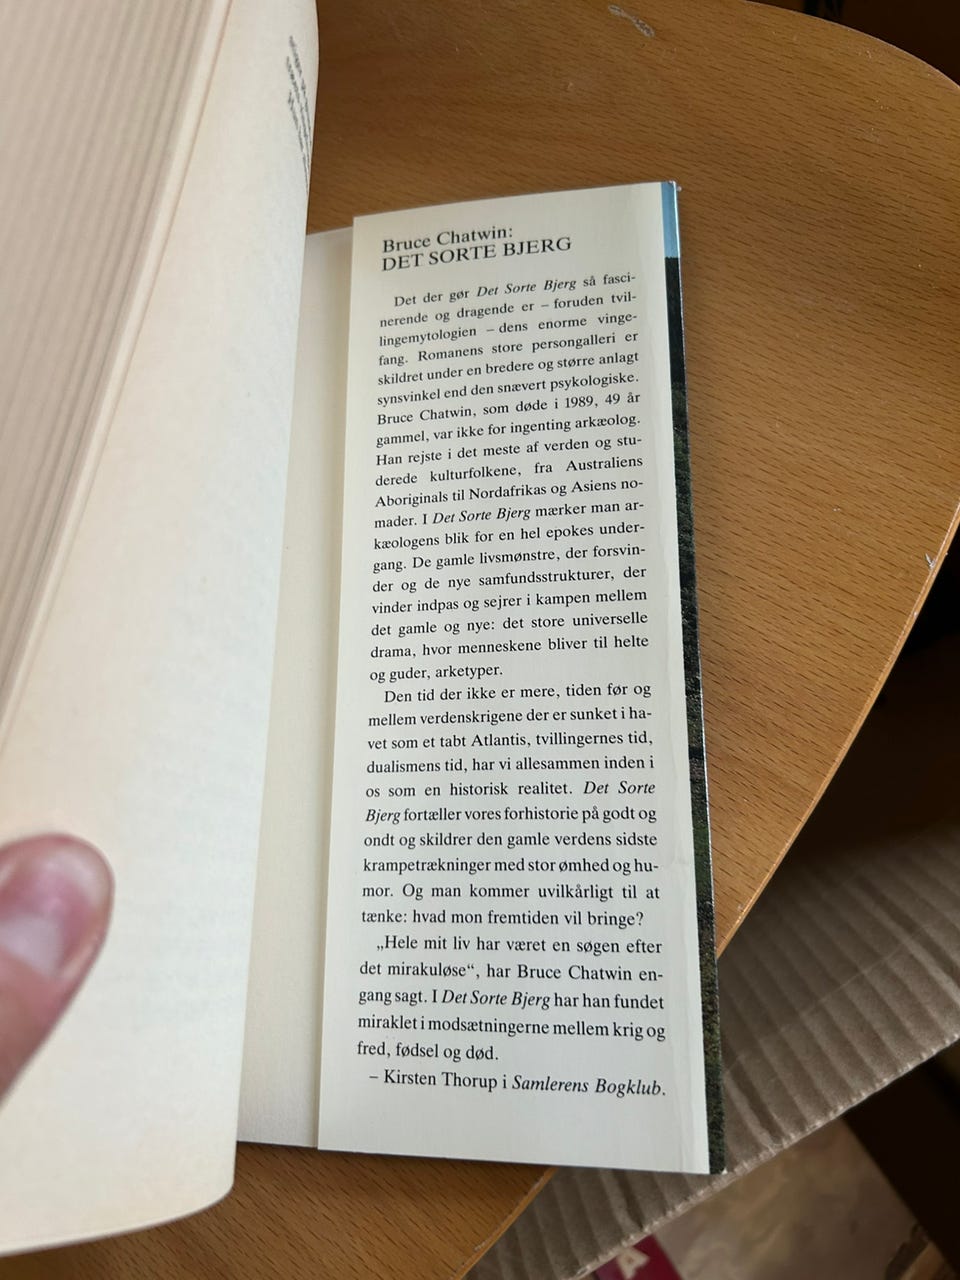 Bruce Chatwin:
DET SORTE BJERG
Det der gør Det Sorte Bjerg så fasci-
nerende og dragende er – foruden tvil-
lingemytologien – dens enorme vinge-
fang. Romanens store persongalleri er
skildret under en bredere og større anlagt
synsvinkel end den snævert psykologiske.
Bruce Chatwin, som døde i 1989, 49 år
gammel, var ikke for ingenting arkæolog.
Han rejste i det meste af verden og stu-
derede kulturfolkene, fra Australiens
Aboriginals til Nordafrikas og Asiens no-
mader. I Det Sorte Bjerg mærker man ar-
kæologens blik for en hel epokes under-
gang. De gamle livsmønstre, der forsvin-
der og de nye samfundsstrukturer, der
vinder indpas og sejrer i kampen mellem
det gamle og nye: det store universelle
drama, hvor menneskene bliver til helte
og guder, arketyper.
Den tid der ikke er mere, tiden før og
mellem verdenskrigene der er sunket i ha-
vet som et tabt Atlantis, tvillingernes tid,
dualismens tid, har vi allesammen inden i
os som en historisk realitet. Det Sorte
Bjerg fortæller vores forhistorie på godt og
ondt og skildrer den gamle verdens sidste
krampetrækninger med stor ømhed og hu-
mor. Og man kommer uvilkårligt til at
tænke: hvad mon fremtiden vil bringe?
„Hele mit liv har været en søgen efter
det mirakuløse“, har Bruce Chatwin en-
gang sagt. I Det Sorte Bjerg har han fundet
miraklet i modsætningerne mellem krig og
fred, fødsel og død.
– Kirsten Thorup i Samlerens Bogklub.